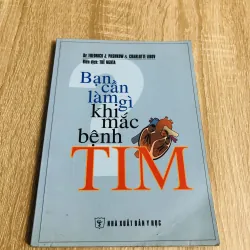 Dr FREDRICK J. PASHKOW & CHARLOTTE LIBOV
Biên dịch: THẾ NGHĨA
?
Bạn
cần
làm gì
khi
mắc
bệnh
TIM
NHÀ XUẤT BẢN Y HỌC